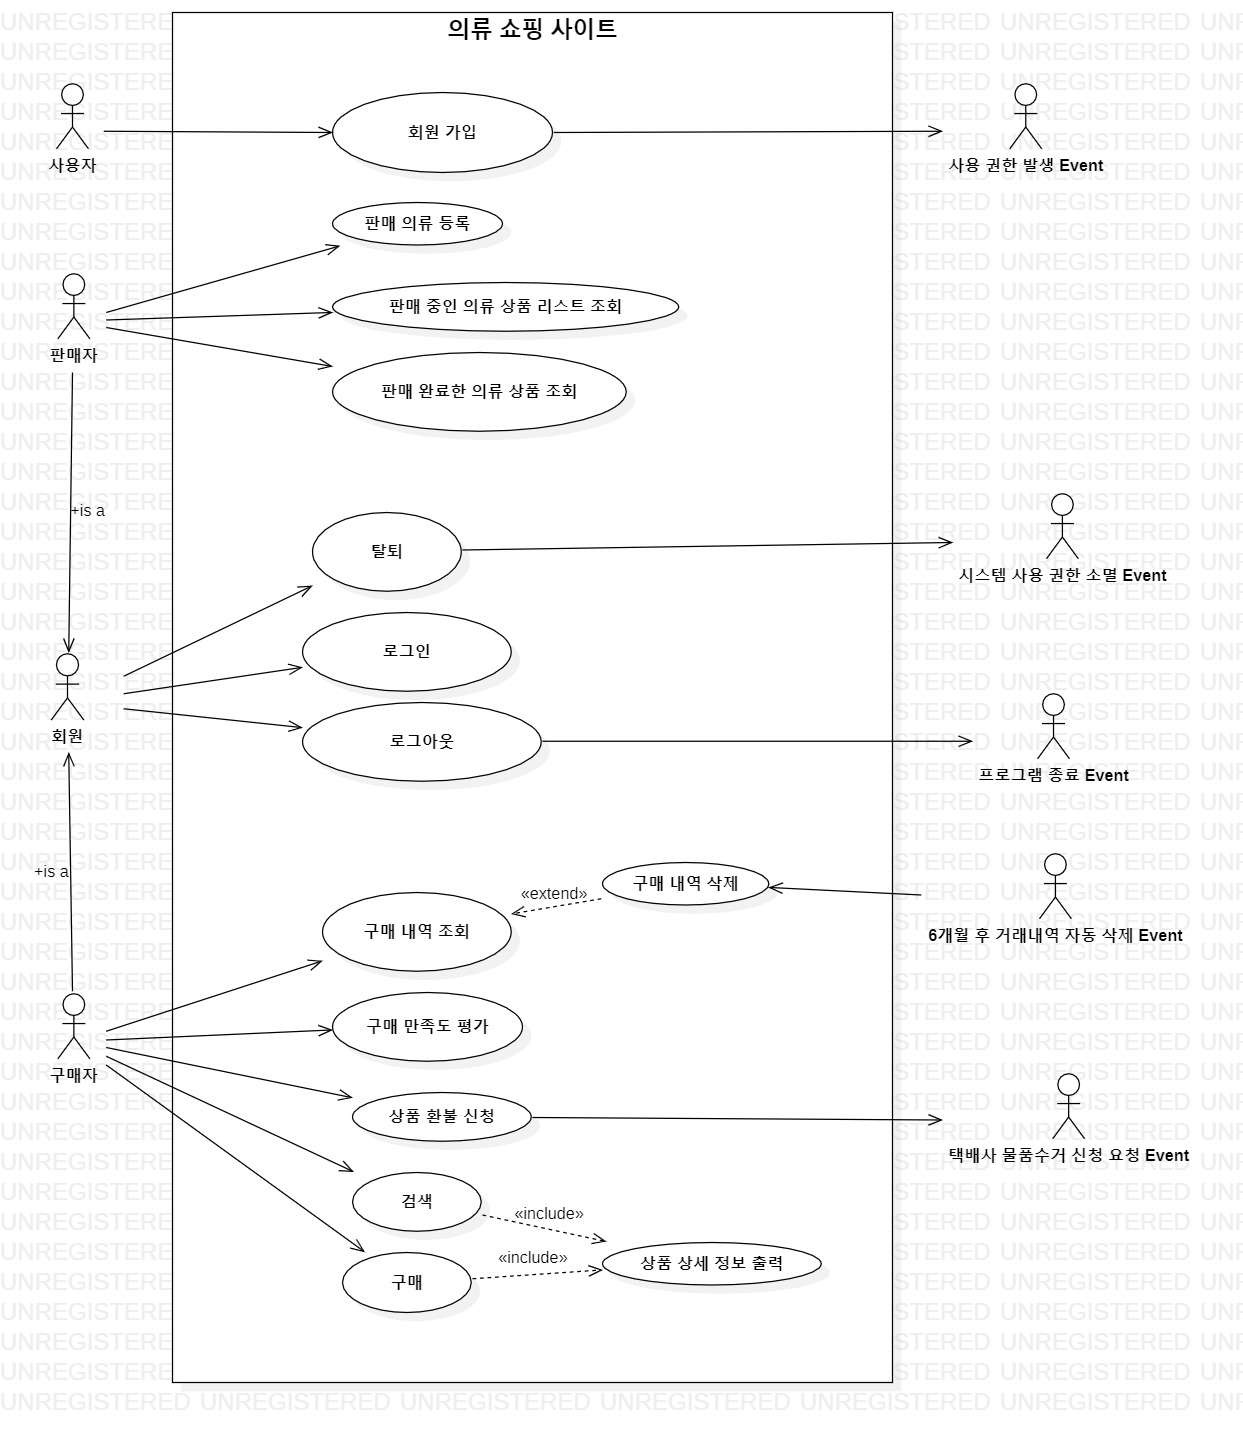 의류 쇼핑 사이트
사용자
회원 가입
사용 권한 발생 Event
판매 의류 등록
판매자
판매 중인 의류 상품 리스트 조회
판매 완료한 의류 상품 조회
+is a
탈퇴
시스템 사용 권한 소멸 Event
로그인
회원
로그아웃
프로그램 종료 Event
+is a
«extend»
구매 내역 삭제
구매 내역 조회
6개월 후 거래내역 자동 삭제 Event
구매자
구매 만족도 평가
상품 환불 신청
택배사 물품수거 신청 요청 Event
검색
«include»
«include»
구매
상품 상세 정보 출력
UNREGISTERED UNREGISTERED UNREGISTERED UNREGISTERED UNREGISTERED UNREGISTERED